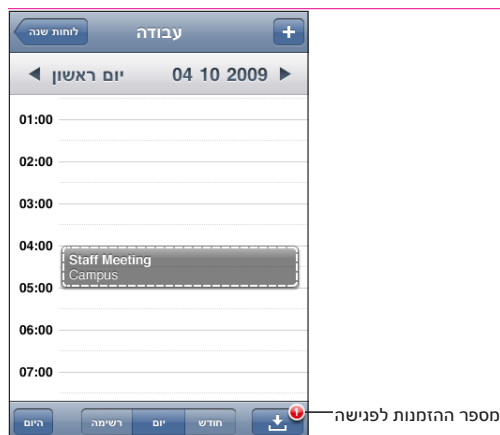 לוחות שנה
עבודה
+
יום ראשון 04 10 2009
01:00
02:00
03:00
04:00
Staff Meeting
Campus
05:00
06:00
07:00
היום
רשימה יום חודש
1
מספר ההזמנות לפגישה